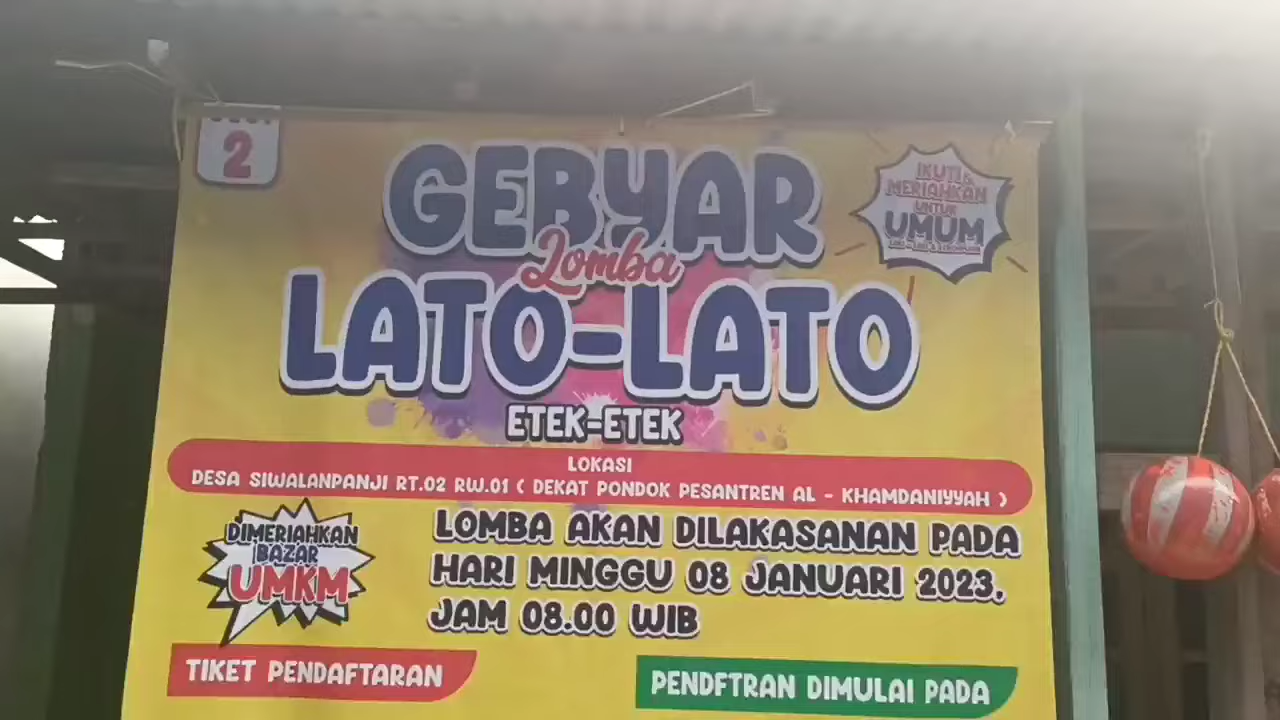 2
GEBYAR
Lomba
LATO-LATO
ETEK-ETEK
IKUTI &
MERIAHKAN
UNTUK
UMUM
LOKASI
DESA SIWALANPANJI RT.02 RW.01 ( DEKAT PONDOK PESANTREN AL - KHAMDANIYYAH )
DIMERIAHKAN
BAZAR
UMKM
LOMBA AKAN DILAKASANAN PADA
HARI MINGGU 08 JANUARI 2023.
JAM 08.00 WIB
TIKET PENDAFTARAN
PENDFTRAN DIMULAI PADA